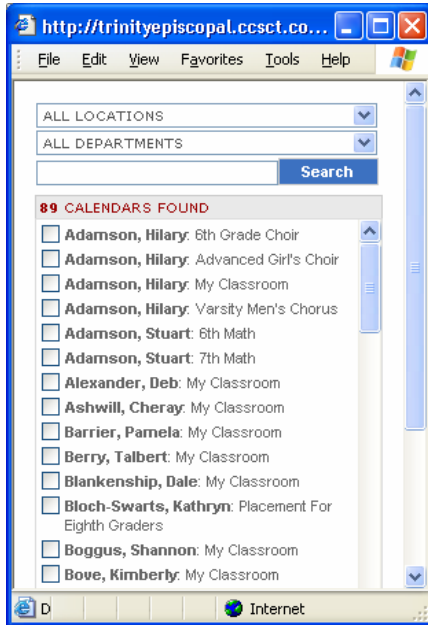 http://trinityepiscopal.ccsct.co...
File Edit View Favorites Tools Help
ALL LOCATIONS
ALL DEPARTMENTS
Search
89 CALENDARS FOUND
Adamson, Hilary: 6th Grade Choir
Adamson, Hilary: Advanced Girl's Choir
Adamson, Hilary: My Classroom
Adamson, Hilary: Varsity Men's Chorus
Adamson, Stuart: 6th Math
Adamson, Stuart: 7th Math
Alexander, Deb: My Classroom
Ashwill, Cheray: My Classroom
Barrier, Pamela: My Classroom
Berry, Talbert: My Classroom
Blankenship, Dale: My Classroom
Bloch-Swarts, Kathryn: Placement For
Eighth Graders
Boggus, Shannon: My Classroom
Bove, Kimberly: My Classroom
D Internet